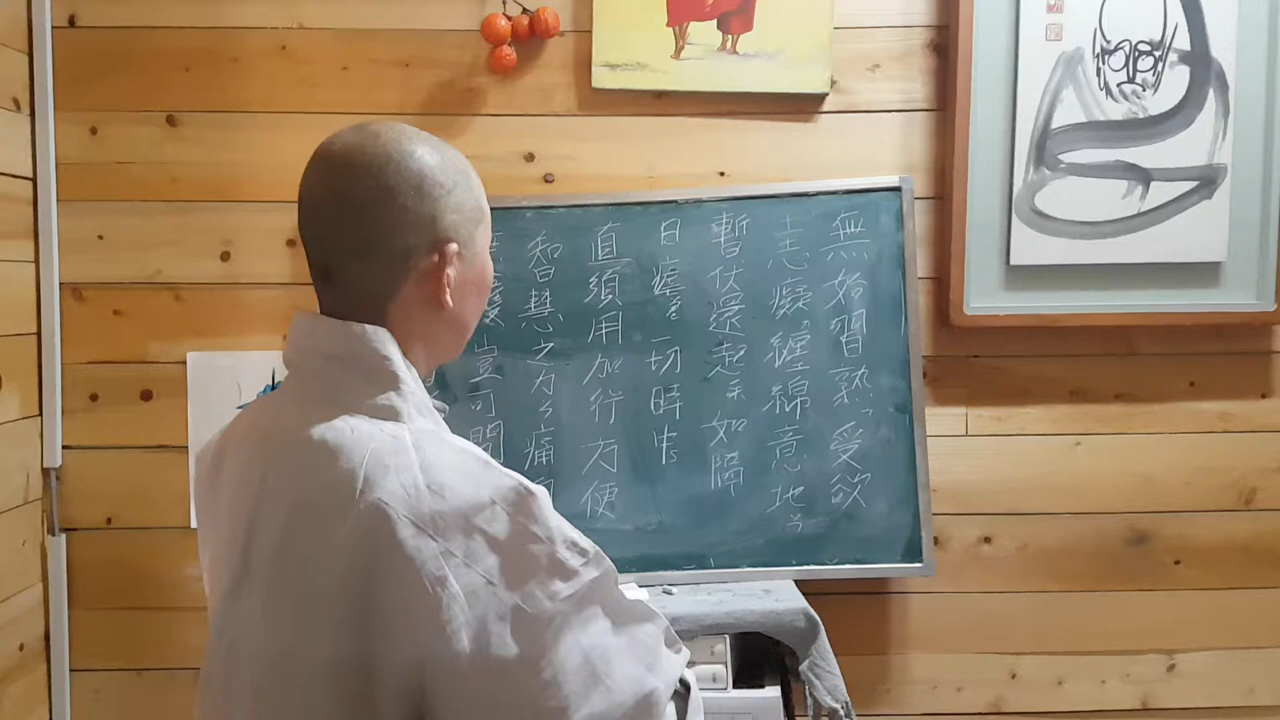 無始習熟愛欲
恚癡纏綿意地
暫伏還起如隔
日瘧一切時中
直須用加行方便
智慧之力痛
護豈可閒